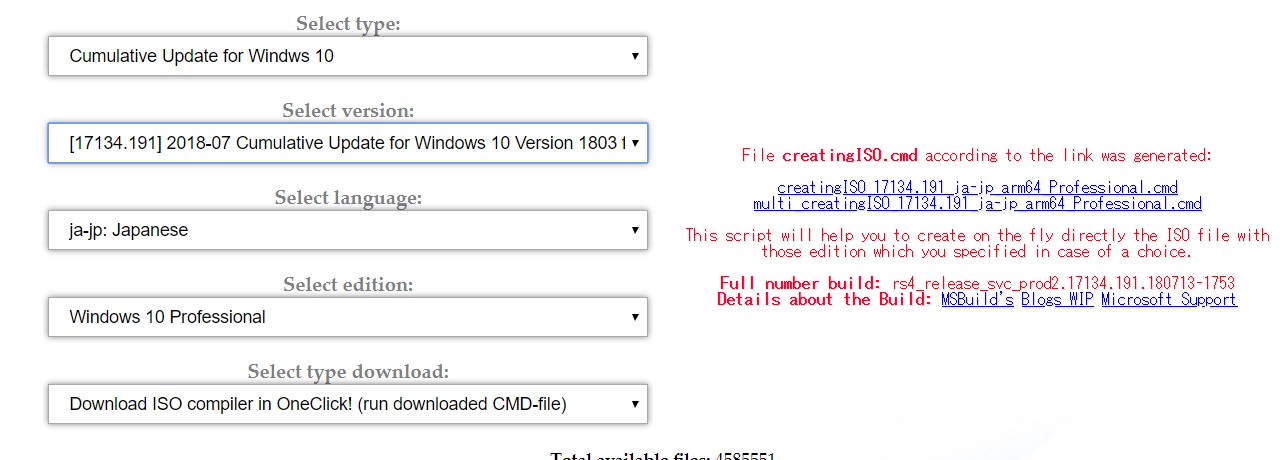 Select type:
Cumulative Update for Windws 10
Select version:
[17134.191] 2018-07 Cumulative Update for Windows 10 Version 1803 f
Select language:
ja-jp: Japanese
Select edition:
Windows 10 Professional
Select type download:
Download ISO compiler in OneClick! (run downloaded CMD-file)
File creatingISO.cmd according to the link was generated:
creatingISO_17134.191_ja-jp_arm64_Professional.cmd
multi_creatingISO_17134.191_ja-jp_arm64_Professional.cmd
This script will help you to create on the fly directly the ISO file with
those edition which you specified in case of a choice.
Full number build: rs4_release_svc_prod2.17134.191.180713-1753
Details about the Build: MSBuild's Blogs WIP Microsoft Support
Total available files: 4585551